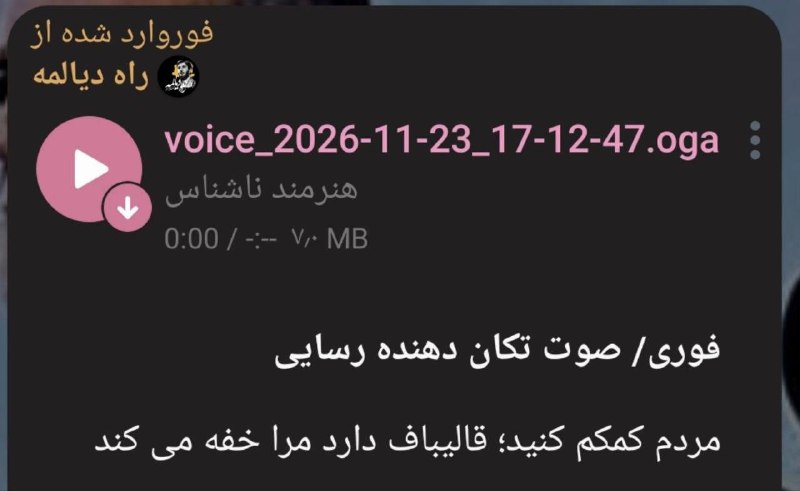 فوروارد شده از
راه دیالمه
voice_2026-11-23_17-12-47.oga
هنرمند ناشناس
0:00 / -:-- ۷٫۰ MB
فوری/ صوت تکان دهنده رسایی
مردم کمکم کنید؛ قالیباف دارد مرا خفه می کند